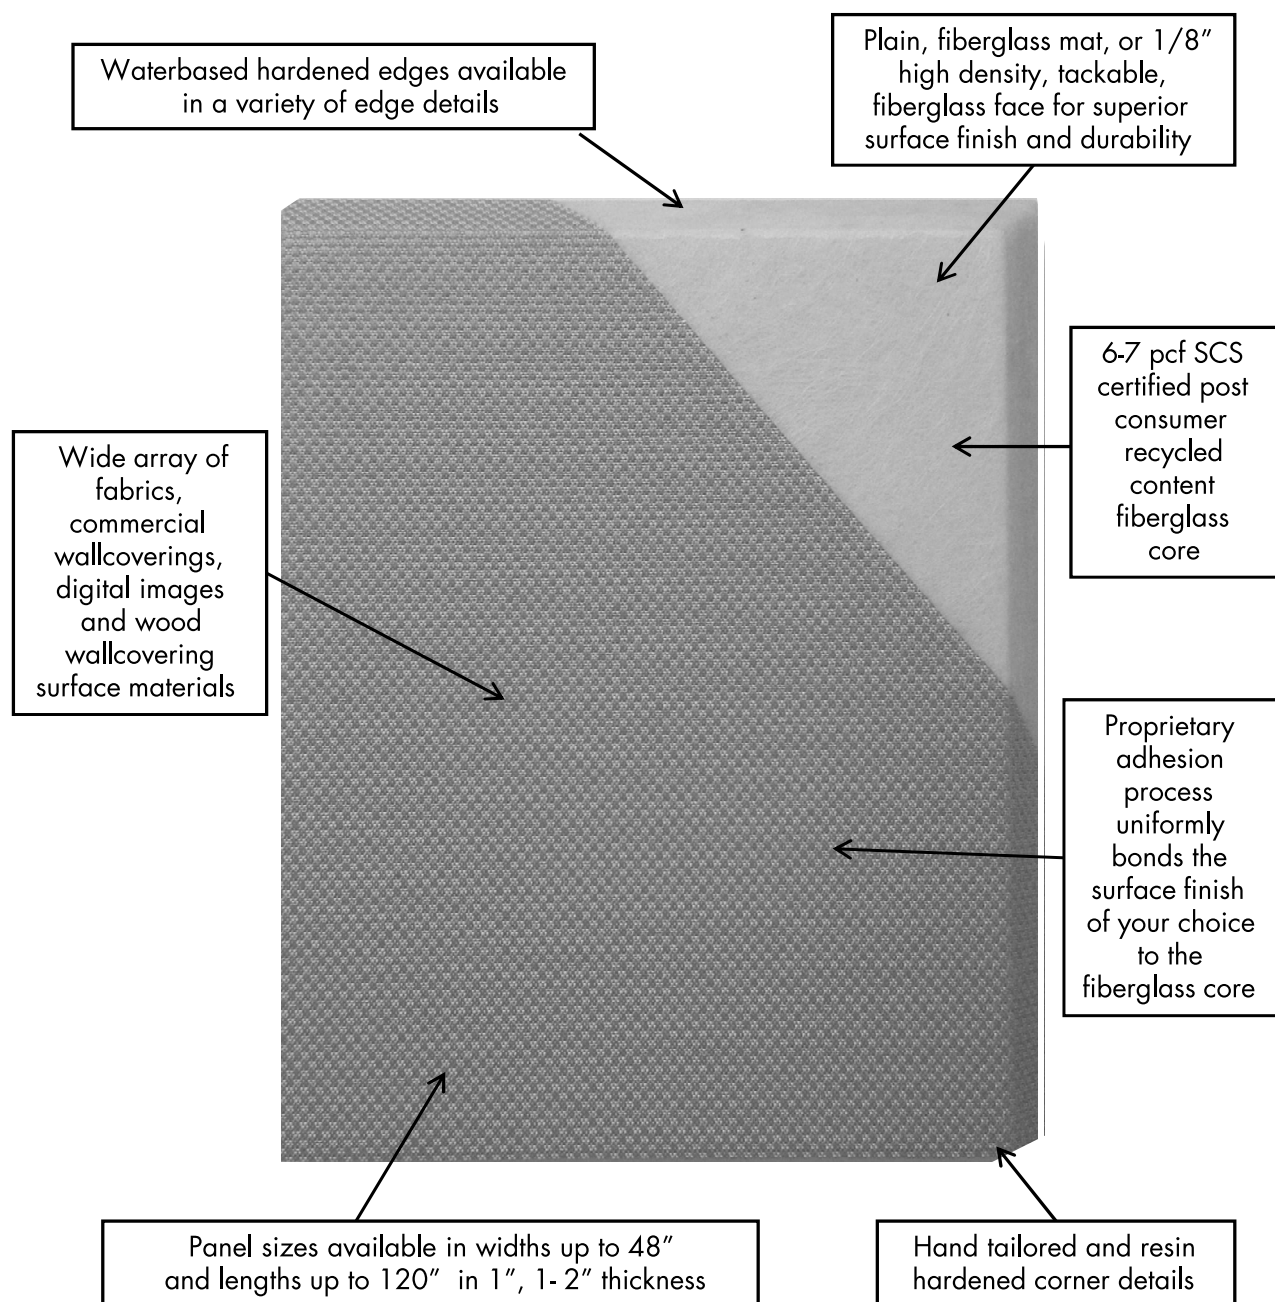 Waterbased hardened edges available
in a variety of edge details
Plain, fiberglass mat, or 1/8”
high density, tackable,
fiberglass face for superior
surface finish and durability
6-7 pcf SCS
certified post
consumer
recycled
content
fiberglass
core
Wide array of
fabrics,
commercial
wallcoverings,
digital images
and wood
wallcovering
surface materials
Proprietary
adhesion
process
uniformly
bonds the
surface finish
of your choice
to the
fiberglass core
Panel sizes available in widths up to 48”
and lengths up to 120” in 1”, 1- 2” thickness
Hand tailored and resin
hardened corner details